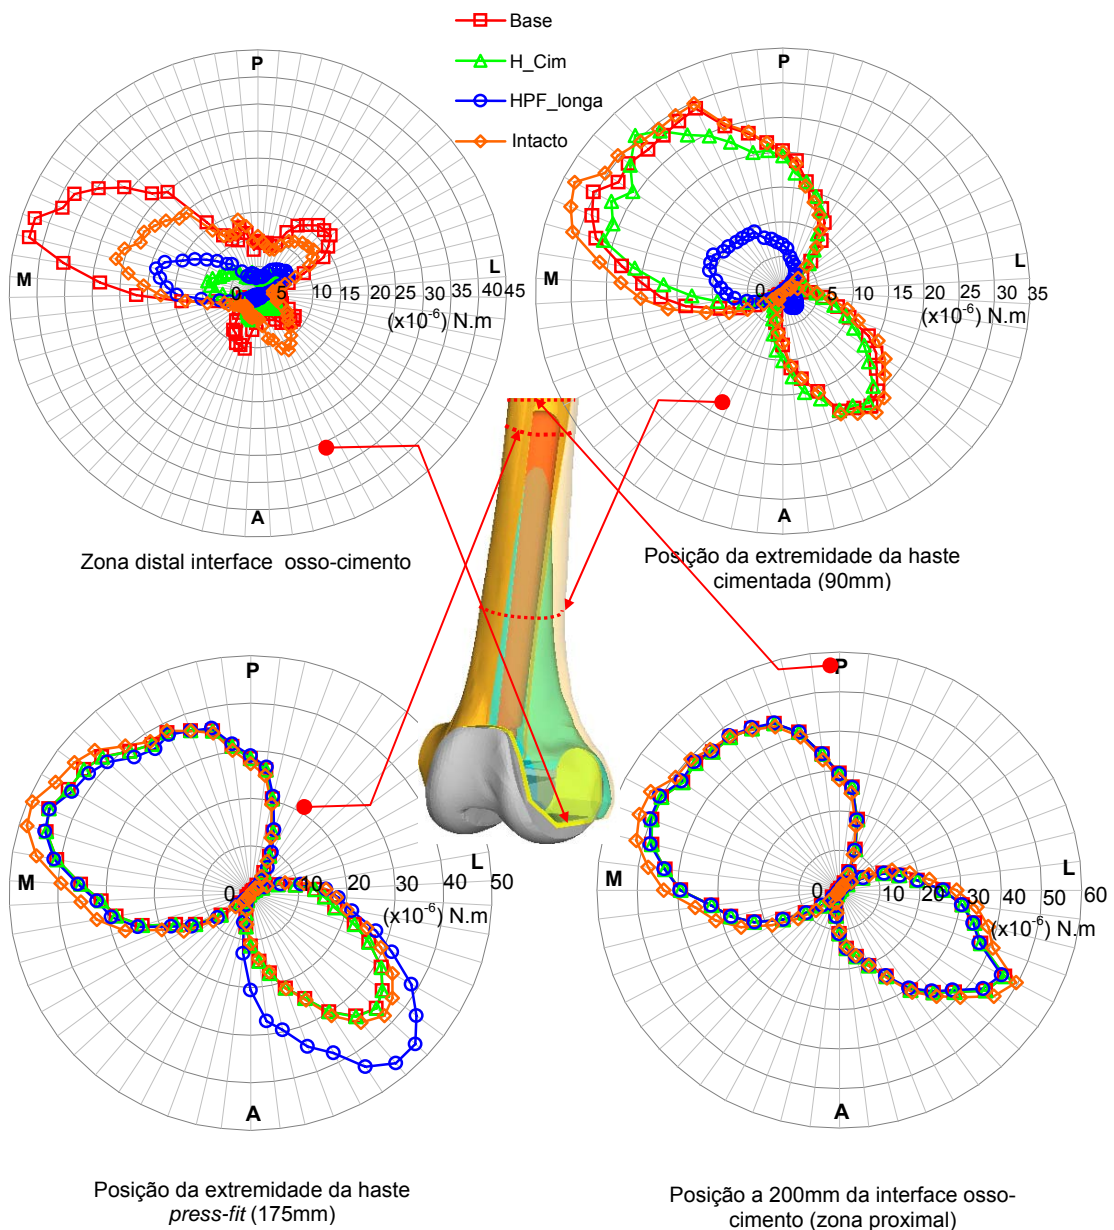 Base
H_Cim
HPF_longa
Intacto
P
M
L
A
0 5 10 15 20 25 30 35 40 45
(x10-6) N.m
Zona distal interface osso-cimento
P
M
L
A
0 5 10 15 20 25 30 35
(x10-6) N.m
Posição da extremidade da haste
cimentada (90mm)
P
M
L
A
0 10 20 30 40 50
(x10-6) N.m
Posição da extremidade da haste
press-fit (175mm)
P
M
L
A
0 10 20 30 40 50 60
(x10-6) N.m
Posição a 200mm da interface osso-
cimento (zona proximal)